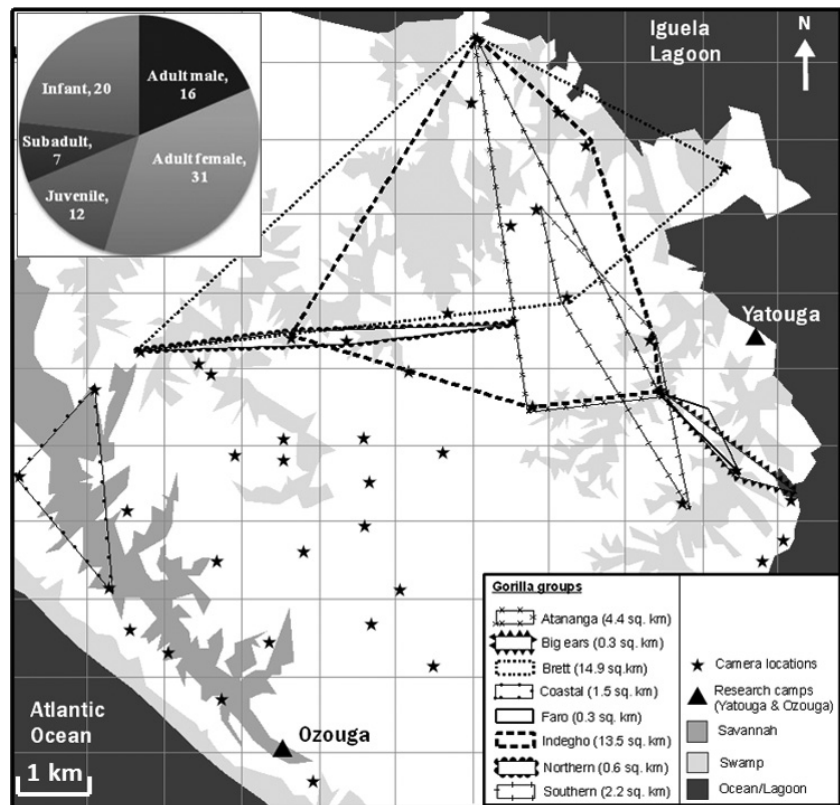 Infant, 20
Adult male,
16
Subadult,
7
Adult female,
31
Juvenile,
12
Iguela
Lagoon
N
Yatouga
Atlantic
Ocean
Ozouga
1 km
Gorilla groups
Atananga (4.4 sq. km)
Big ears (0.3 sq. km)
Brett (14.9 sq.km)
Coastal (1.5 sq. km)
Faro (0.3 sq. km)
Indegho (13.5 sq. km)
Northern (0.6 sq. km)
Southern (2.2 sq. km)
Camera locations
Research camps
(Yatouga & Ozouga)
Savannah
Swamp
Ocean/Lagoon